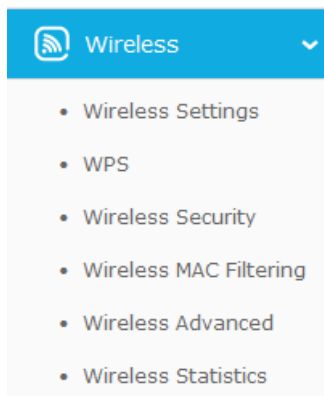 Wireless
Wireless Settings
WPS
Wireless Security
Wireless MAC Filtering
Wireless Advanced
Wireless Statistics